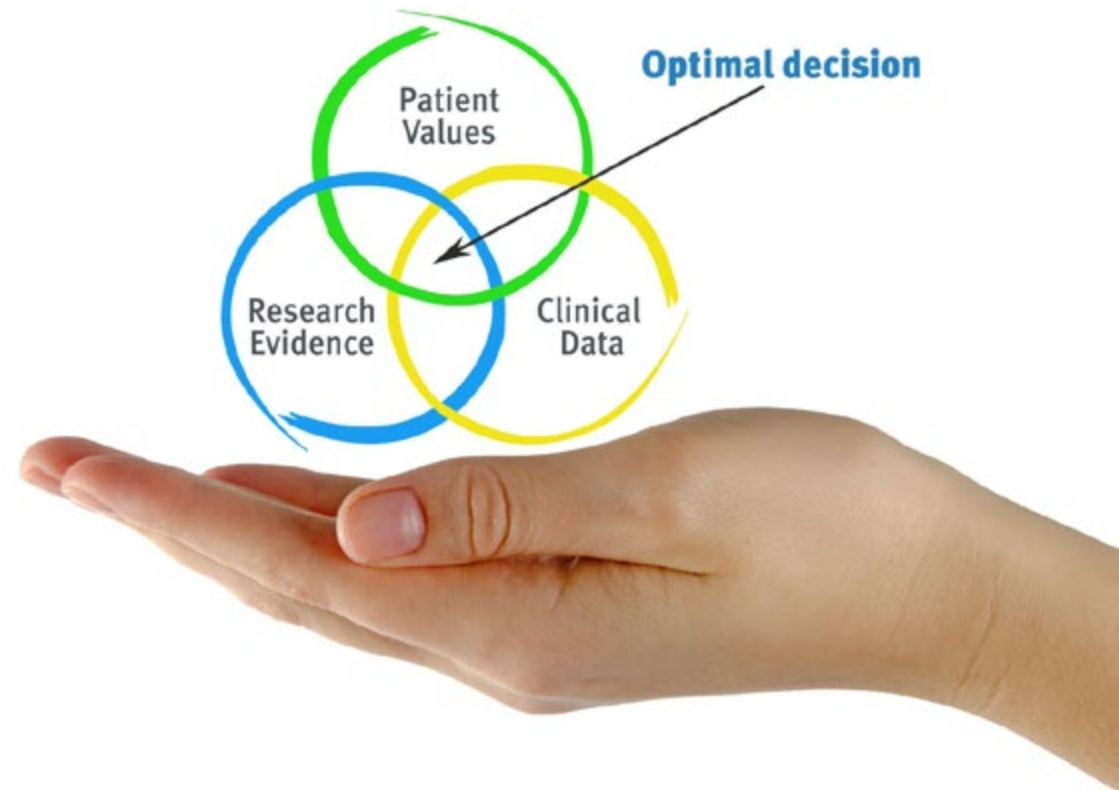 Optimal decision
Patient
Values
Research
Evidence
Clinical
Data